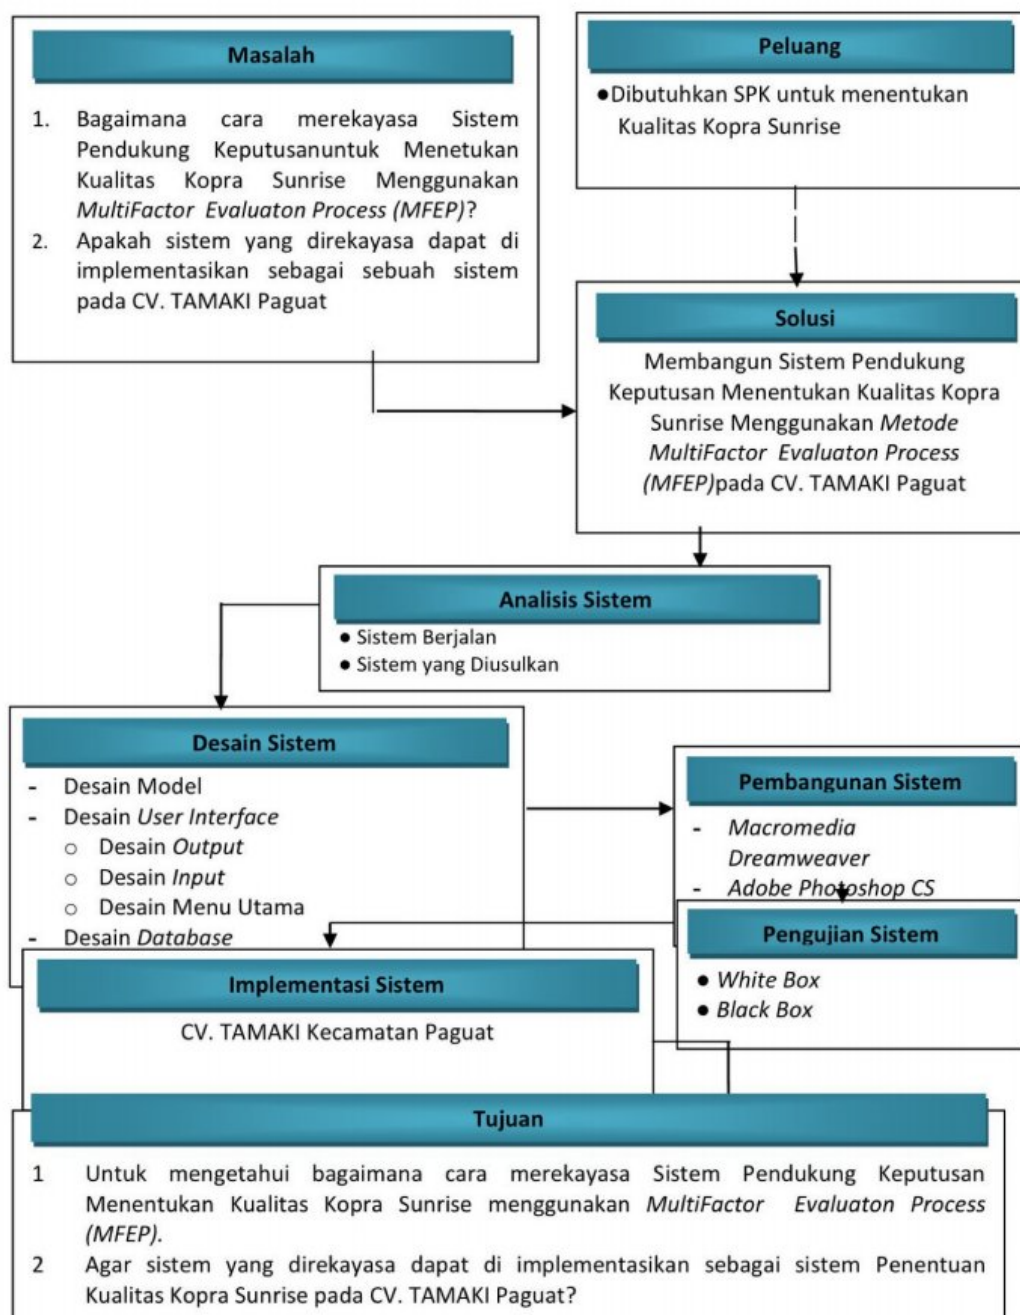 Masalah
1. Bagaimana cara merekayasa Sistem
Pendukung Keputusanuntuk Menetukan
Kualitas Kopra Sunrise Menggunakan
MultiFactor Evaluaton Process (MFEP)?
2. Apakah sistem yang direkayasa dapat di
implementasikan sebagai sebuah sistem
pada CV. TAMAKI Paguat
Peluang
●Dibutuhkan SPK untuk menentukan
Kualitas Kopra Sunrise
Solusi
Membangun Sistem Pendukung
Keputusan Menentukan Kualitas Kopra
Sunrise Menggunakan Metode
MultiFactor Evaluaton Process
(MFEP)pada CV. TAMAKI Paguat
Analisis Sistem
● Sistem Berjalan
● Sistem yang Diusulkan
Desain Sistem
- Desain Model
- Desain User Interface
○ Desain Output
○ Desain Input
○ Desain Menu Utama
- Desain Database
Pembangunan Sistem
- Macromedia
Dreamweaver
- Adobe Photoshop CS
Pengujian Sistem
● White Box
● Black Box
Implementasi Sistem
CV. TAMAKI Kecamatan Paguat
Tujuan
1 Untuk mengetahui bagaimana cara merekayasa Sistem Pendukung Keputusan
Menentukan Kualitas Kopra Sunrise menggunakan MultiFactor Evaluaton Process
(MFEP).
2 Agar sistem yang direkayasa dapat di implementasikan sebagai sistem Penentuan
Kualitas Kopra Sunrise pada CV. TAMAKI Paguat?